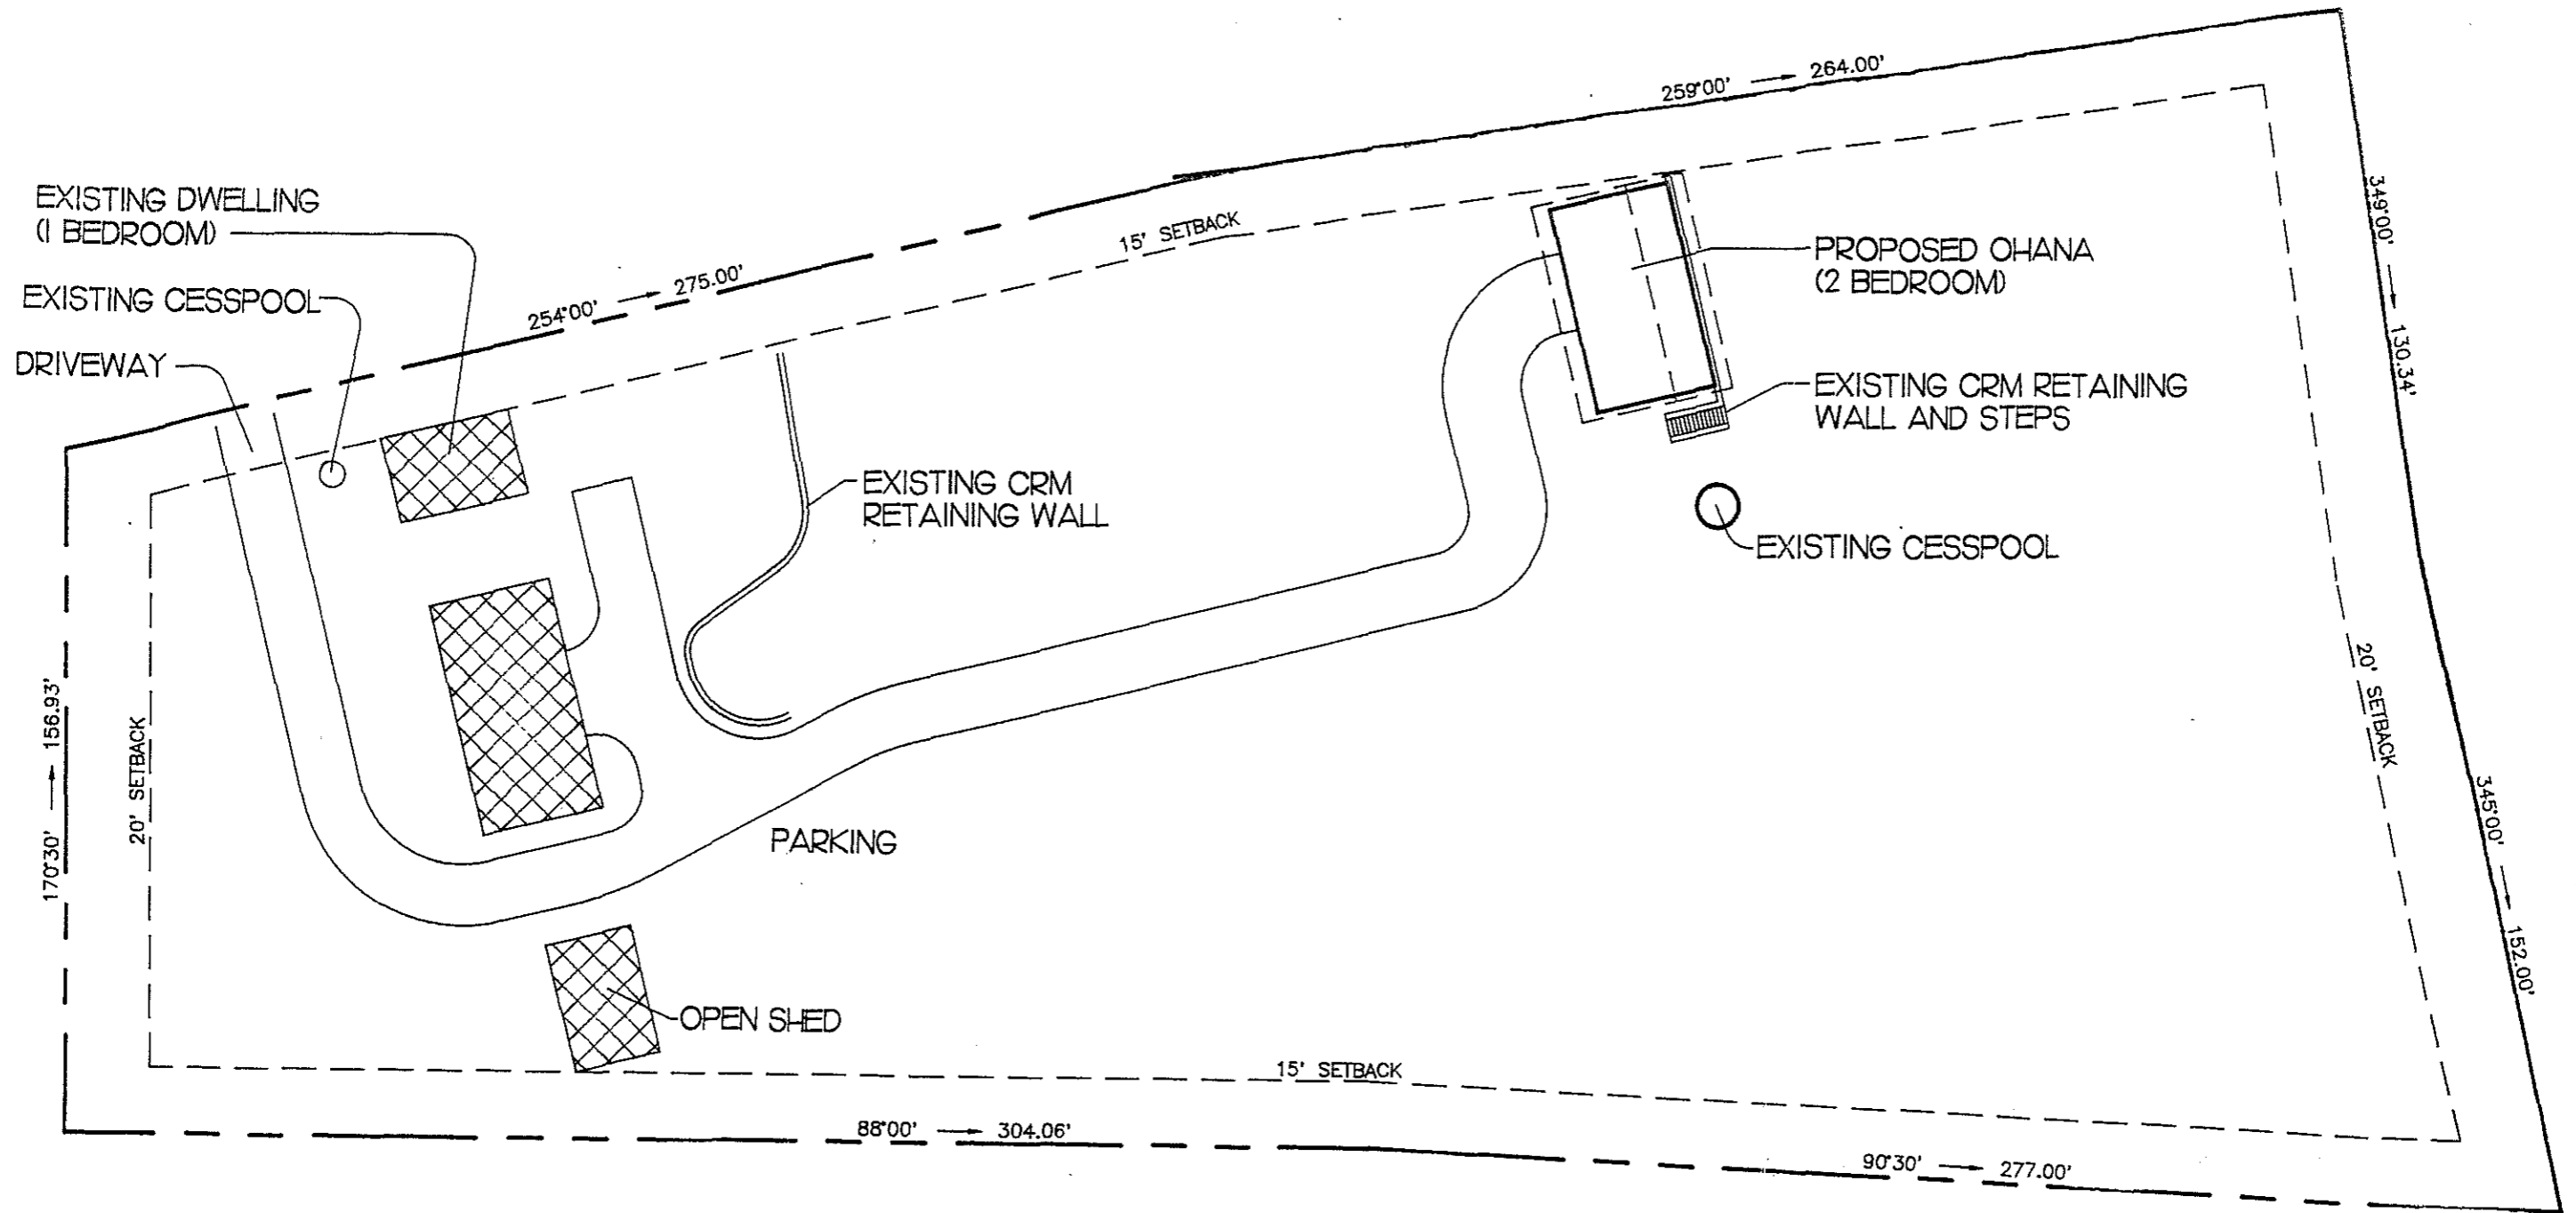 259°00' → 264.00'
EXISTING DWELLING
(1 BEDROOM)
349°00' → 130.34'
15' SETBACK
PROPOSED OHANA
(2 BEDROOM)
254°00' → 275.00'
EXISTING CESSPOOL
DRIVEWAY
EXISTING CRM RETAINING
WALL AND STEPS
EXISTING CRM
RETAINING WALL
EXISTING CESSPOOL
170°30' → 156.93'
20' SETBACK
20' SETBACK
345°00' → 152.00'
PARKING
OPEN SHED
15' SETBACK
88°00' → 304.06'
90°30' → 277.00'